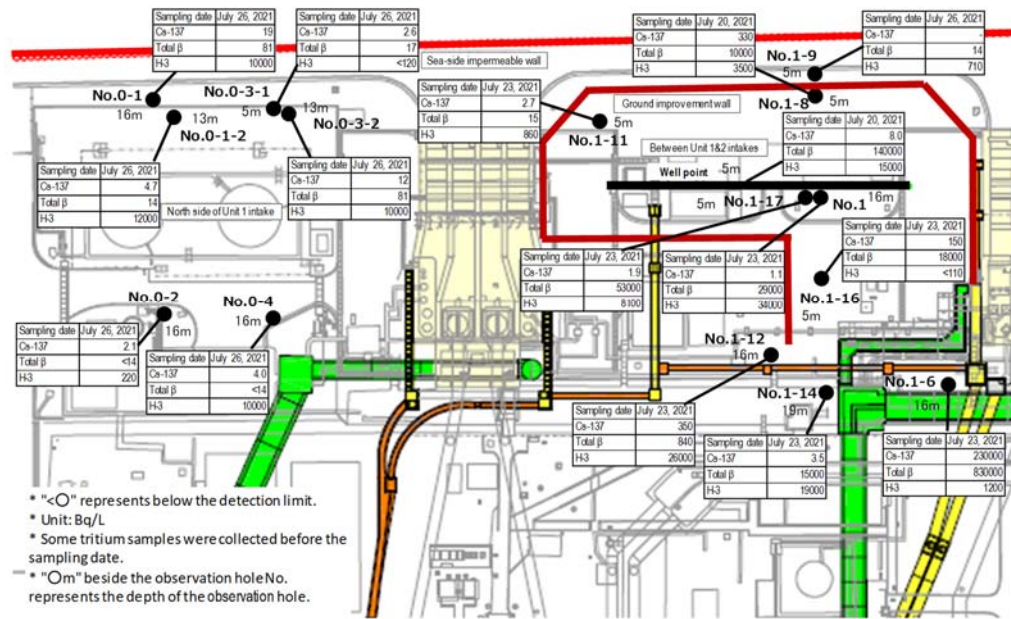 Sampling date July 26, 2021
Cs-137 19
Total β 81
H-3 10000
Sampling date July 26, 2021
Cs-137 2.6
Total β 17
H-3 <120
Sampling date July 20, 2021
Cs-137 330
Total β 10000
H-3 3500
Sampling date July 26, 2021
Cs-137 -
Total β 14
H-3 710
Sea-side impermeable wall
No.1-9
5m
No.0-1
16m
No.0-3-1
5m
13m
No.0-3-2
13m
No.0-1-2
Sampling date July 23, 2021
Cs-137 2.7
Total β 15
H-3 860
5m
No.1-11
Ground improvement wall
No.1-8
5m
Sampling date July 20, 2021
Cs-137 8.0
Total β 140000
H-3 15000
Between Unit 1&2 intakes
Well point
5m
5m
No.1-17
No.1
16m
Sampling date July 26, 2021
Cs-137 4.7
Total β 14
H-3 12000
Sampling date July 26, 2021
Cs-137 12
Total β 81
H-3 10000
North side of Unit 1 intake
Sampling date July 23, 2021
Cs-137 1.9
Total β 53000
H-3 8100
Sampling date July 23, 2021
Cs-137 1.1
Total β 29000
H-3 34000
Sampling date July 23, 2021
Cs-137 150
Total β 18000
H-3 <110
No.1-16
5m
No.0-2
16m
No.0-4
16m
Sampling date July 26, 2021
Cs-137 2.1
Total β <14
H-3 220
Sampling date July 26, 2021
Cs-137 4.0
Total β <14
H-3 10000
No.1-12
16m
No.1-14
19m
No.1-6
16m
Sampling date July 23, 2021
Cs-137 350
Total β 840
H-3 26000
Sampling date July 23, 2021
Cs-137 3.5
Total β 15000
H-3 19000
Sampling date July 23, 2021
Cs-137 230000
Total β 830000
H-3 1200
* "<○" represents below the detection limit.
* Unit: Bq/L
* Some tritium samples were collected before the
sampling date.
* "○m" beside the observation hole No.
represents the depth of the observation hole.